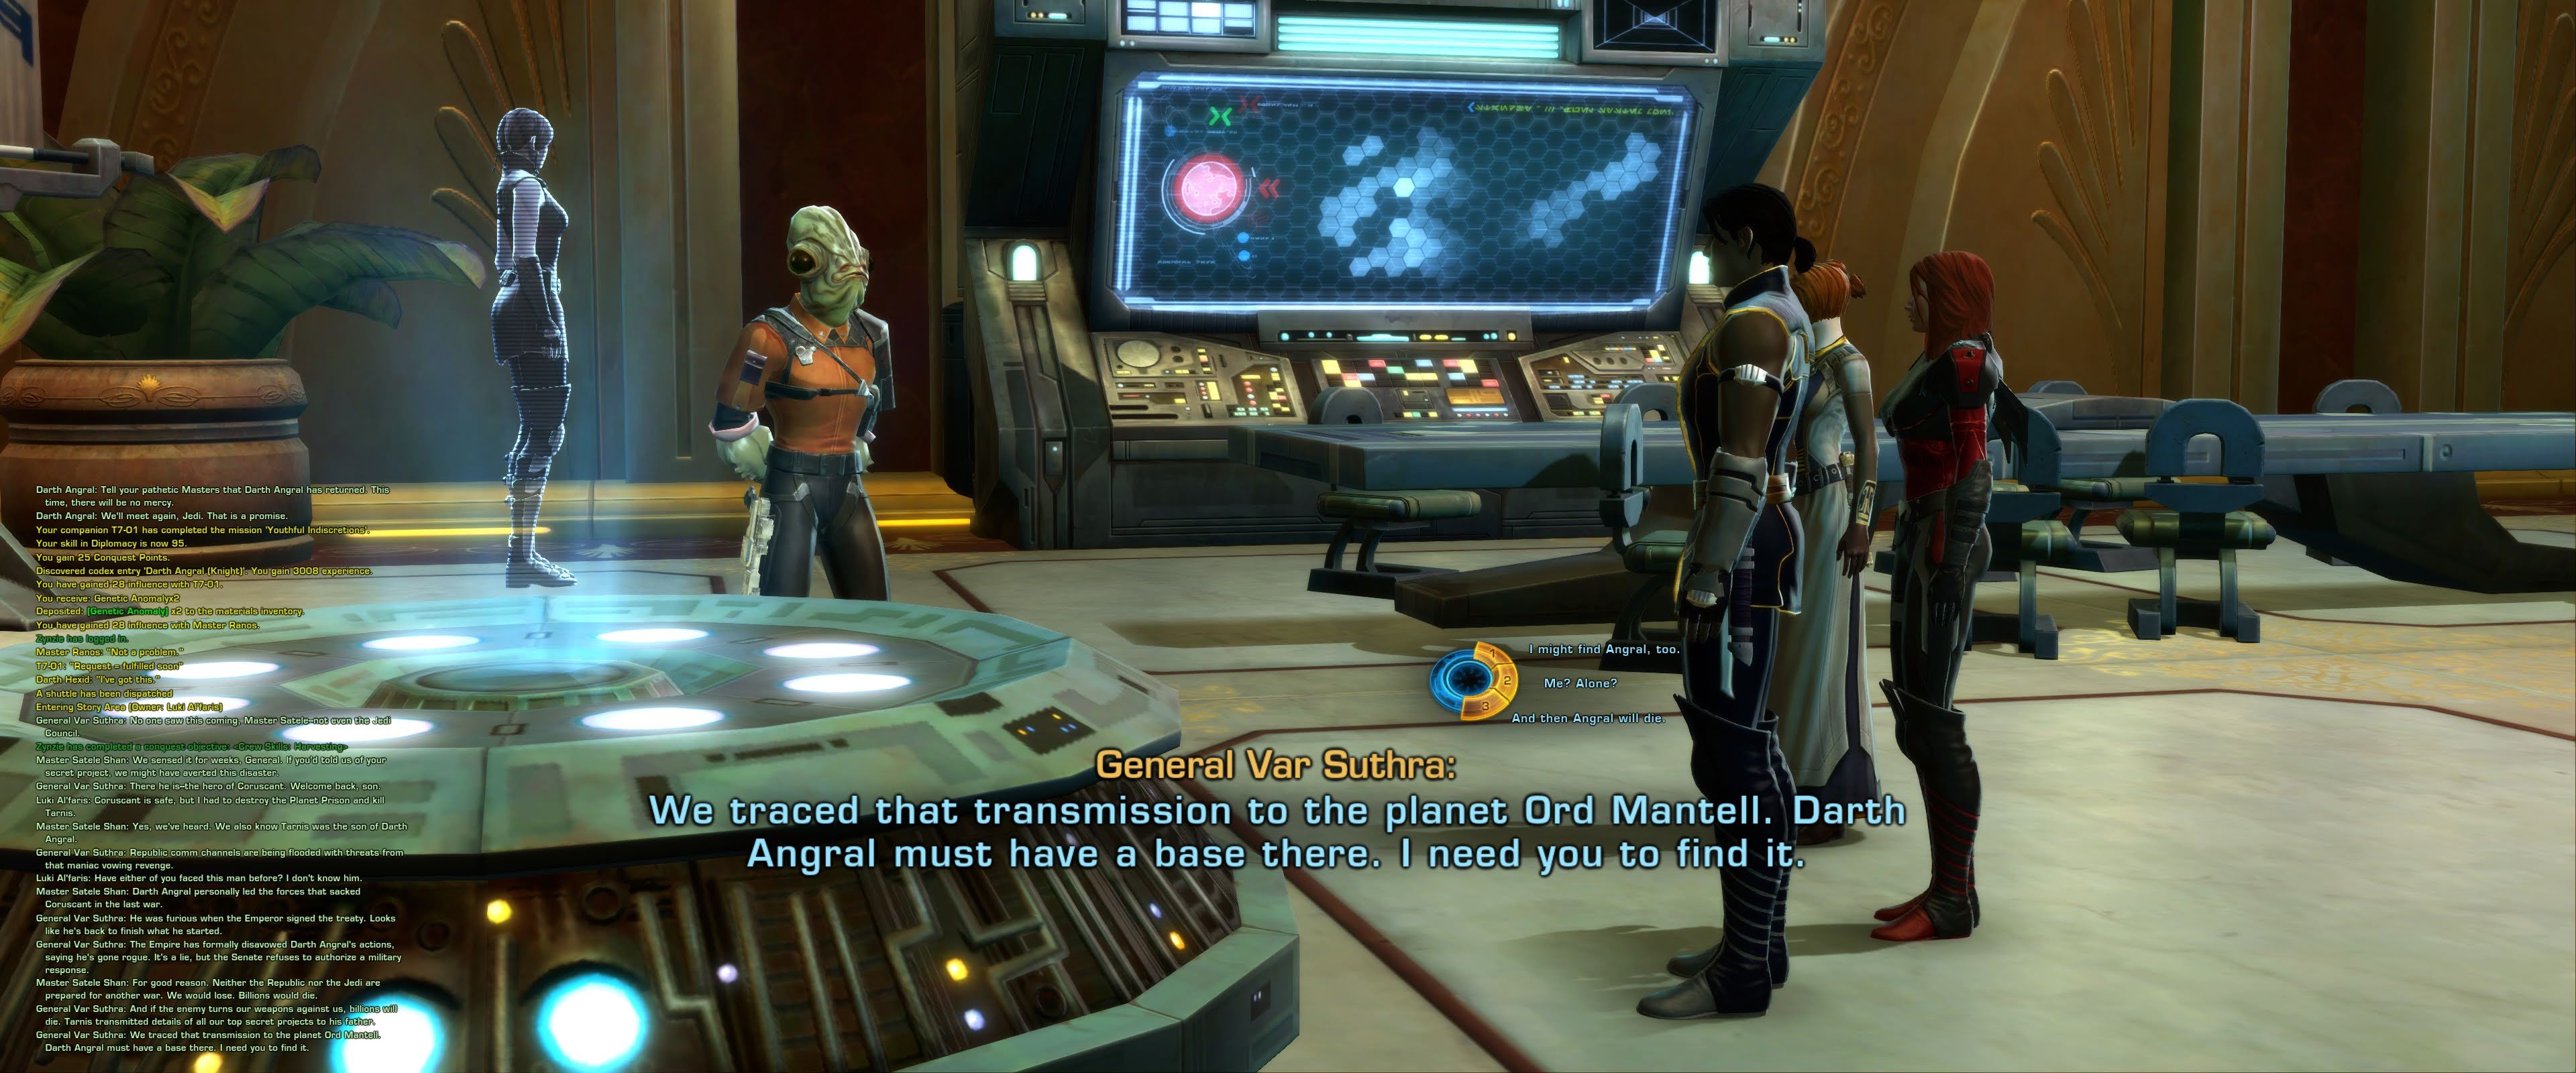 Darth Angral: Tell your pathetic Masters that Darth Angral has returned. This
time, there will be no mercy.
Darth Angral: We'll meet again, Jedi. That is a promise.
Your companion T7-01 has completed the mission 'Youthful Indiscretions'.
Your skill in Diplomacy is now 95.
You gain 25 Conquest Points.
Discovered codex entry 'Darth Angral (Knight)'. You gain 3008 experience.
You have gained 28 influence with T7-01.
You receive: Genetic Anomalyx2
Deposited: [Genetic Anomaly] x2 to the materials inventory.
You have gained 28 influence with Master Ranos.
Zynzie has logged in.
Master Ranos: "Not a problem."
T7-01: "Request = fulfilled soon"
Darth Hexid: "I've got this."
A shuttle has been dispatched
Entering Story Area (Owner: Luki Al'faris)
General Var Suthra: No one saw this coming, Master Satele–not even the Jedi
Council.
Zynzie has completed a conquest objective: <Crew Skills: Harvesting>
Master Satele Shan: We sensed it for weeks, General. If you'd told us of your
secret project, we might have averted this disaster.
General Var Suthra: There he is–the hero of Coruscant. Welcome back, son.
Luki Al'faris: Coruscant is safe, but I had to destroy the Planet Prison and kill
Tarnis.
Master Satele Shan: Yes, we've heard. We also know Tarnis was the son of Darth
Angral.
General Var Suthra: Republic comm channels are being flooded with threats from
that maniac vowing revenge.
Luki Al'faris: Have either of you faced this man before? I don't know him.
Master Satele Shan: Darth Angral personally led the forces that sacked
Coruscant in the last war.
General Var Suthra: He was furious when the Emperor signed the treaty. Looks
like he's back to finish what he started.
General Var Suthra: The Empire has formally disavowed Darth Angral's actions,
saying he's gone rogue. It's a lie, but the Senate refuses to authorize a military
response.
Master Satele Shan: For good reason. Neither the Republic nor the Jedi are
prepared for another war. We would lose. Billions would die.
General Var Suthra: And if the enemy turns our weapons against us, billions will
die. Tarnis transmitted details of all our top secret projects to his father.
General Var Suthra: We traced that transmission to the planet Ord Mantell.
Darth Angral must have a base there. I need you to find it.
1 I might find Angral, too.
2 Me? Alone?
3 And then Angral will die.
General Var Suthra:
We traced that transmission to the planet Ord Mantell. Darth
Angral must have a base there. I need you to find it.